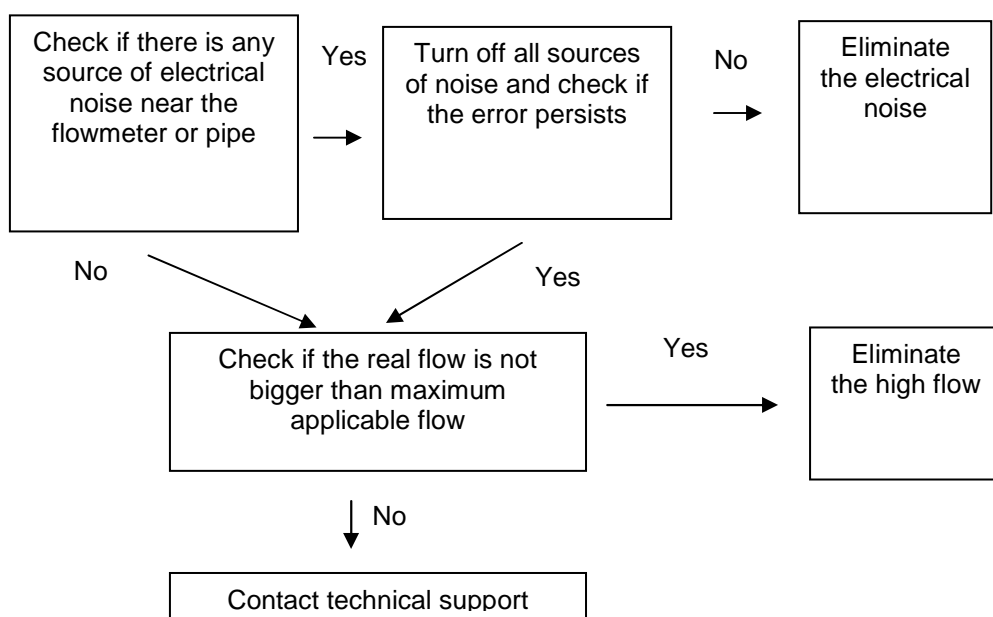 Check if there is any
source of electrical
noise near the
flowmeter or pipe
Yes
Turn off all sources
of noise and check if
the error persists
No
Eliminate
the electrical
noise
No
Yes
Check if the real flow is not
bigger than maximum
applicable flow
Yes
Eliminate
the high flow
No
Contact technical support